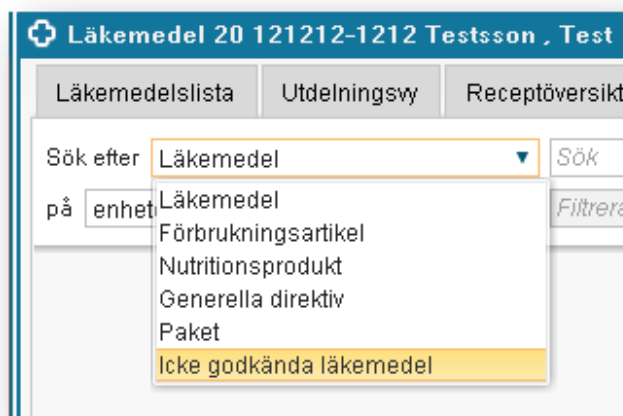 Läkemedel 20 121212-1212 Testsson , Test
Läkemedelslista Utdelningsvy Receptöversikt
Sök efter Läkemedel Sök
på
Läkemedel
Förbrukningsartikel
Nutritionsprodukt
Generella direktiv
Paket
Icke godkända läkemedel